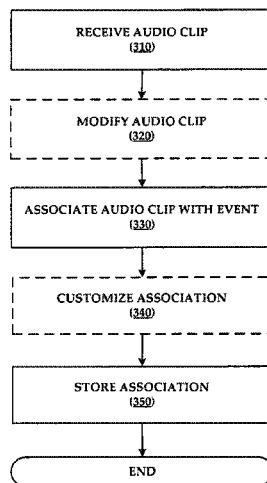 RECEIVE AUDIO CLIP
(310)
MODIFY AUDIO CLIP
(320)
ASSOCIATE AUDIO CLIP WITH EVENT
(330)
CUSTOMIZE ASSOCIATION
(340)
STORE ASSOCIATION
(350)
END